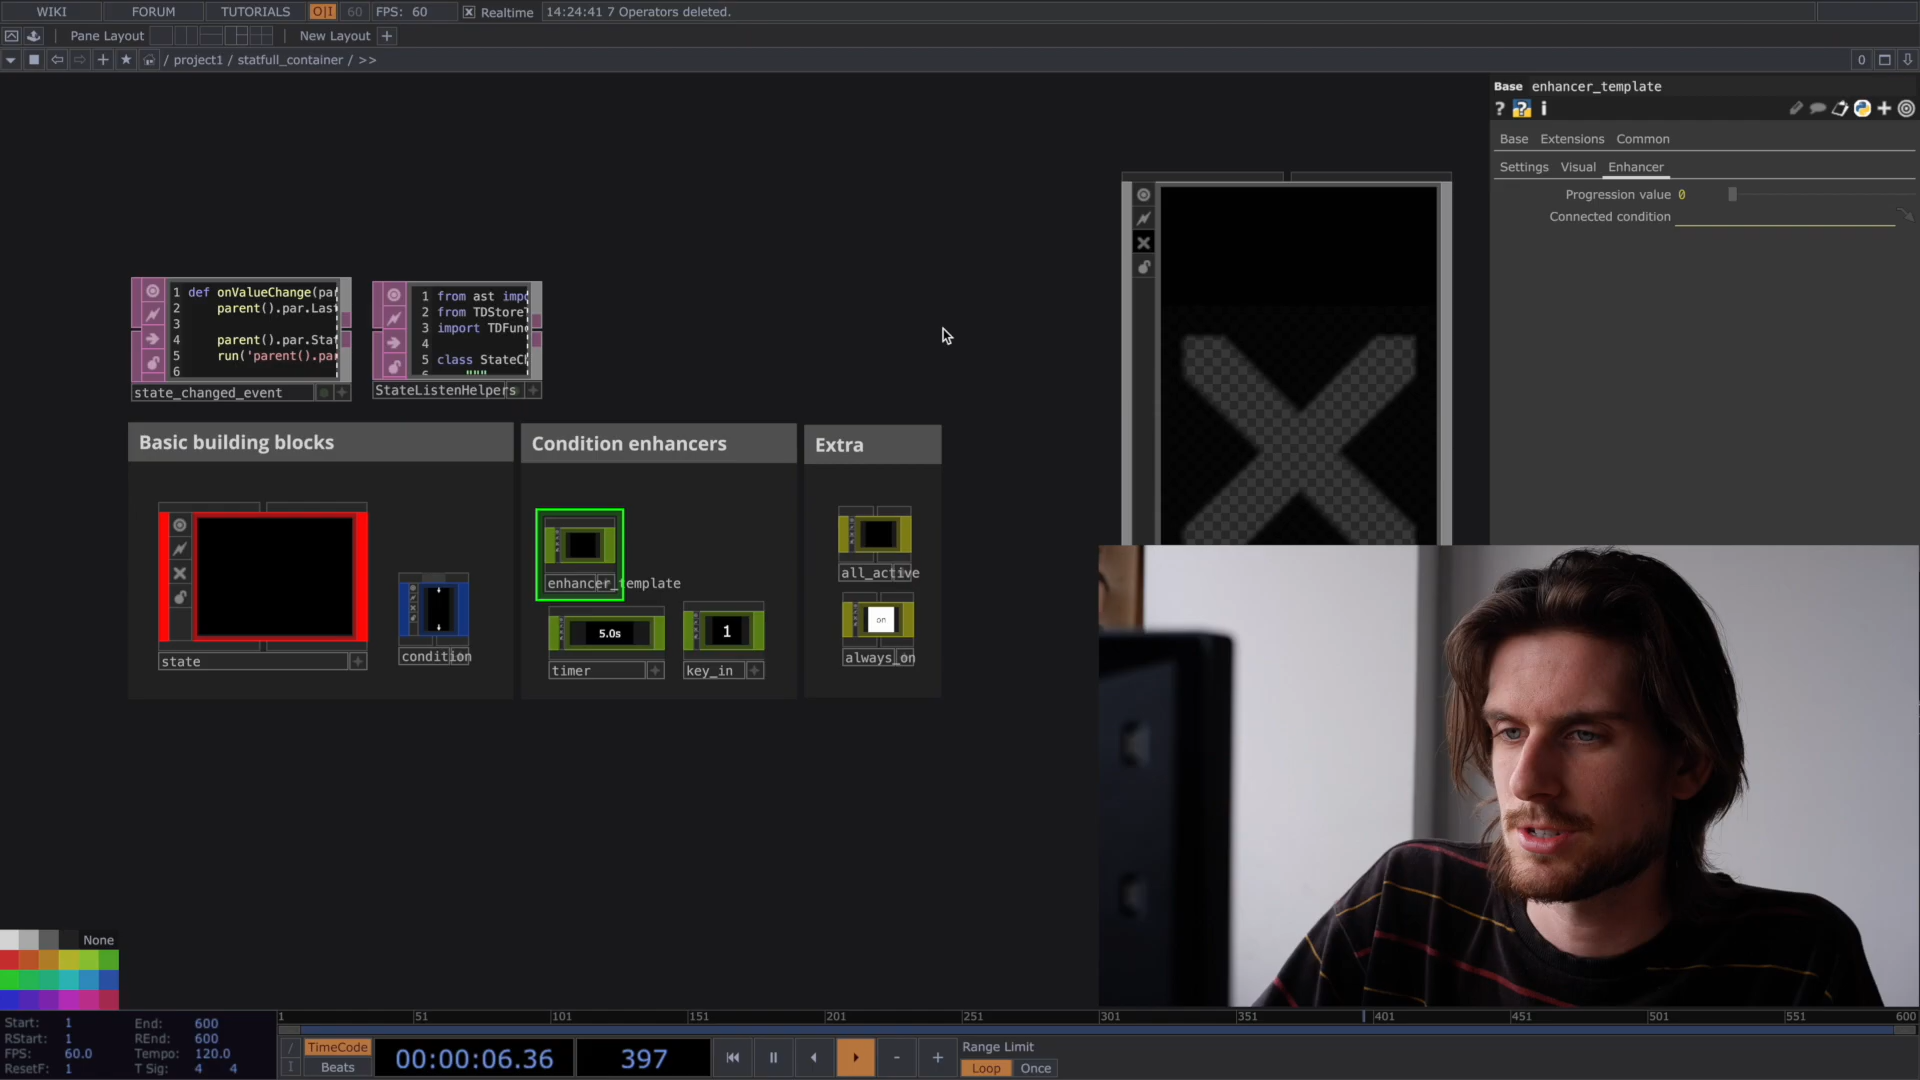 WIKI FORUM TUTORIALS O|I 60 FPS: 60 Realtime 14:24:41 7 Operators deleted.
Pane Layout New Layout +
/ project1 / statfull_container / >> 0
Base enhancer_template
? ? i
Base Extensions Common
Settings Visual Enhancer
Progression value 0
Connected condition
1 def onValueChange(par
2 parent().par.Las
3
4 parent().par.Sta
5 run('parent().pa
6
state_changed_event
1 from ast imp
2 from TDStore
3 import TDFun
4
5 class StateC
6 """
StateListenHelpers
Basic building blocks
state
condition
Condition enhancers
enhancer_template
5.0s
timer
1
key_in
Extra
all_active
on
always_on
None
1 51 101 151 201 251 301 351 401 451 501 551 600
Start: 1 End: 600
RStart: 1 REnd: 600
FPS: 60.0 Tempo: 120.0
ResetF: 1 T Sig: 4 4
TimeCode
Beats
00:00:06.36
397
- +
Range Limit
Loop Once